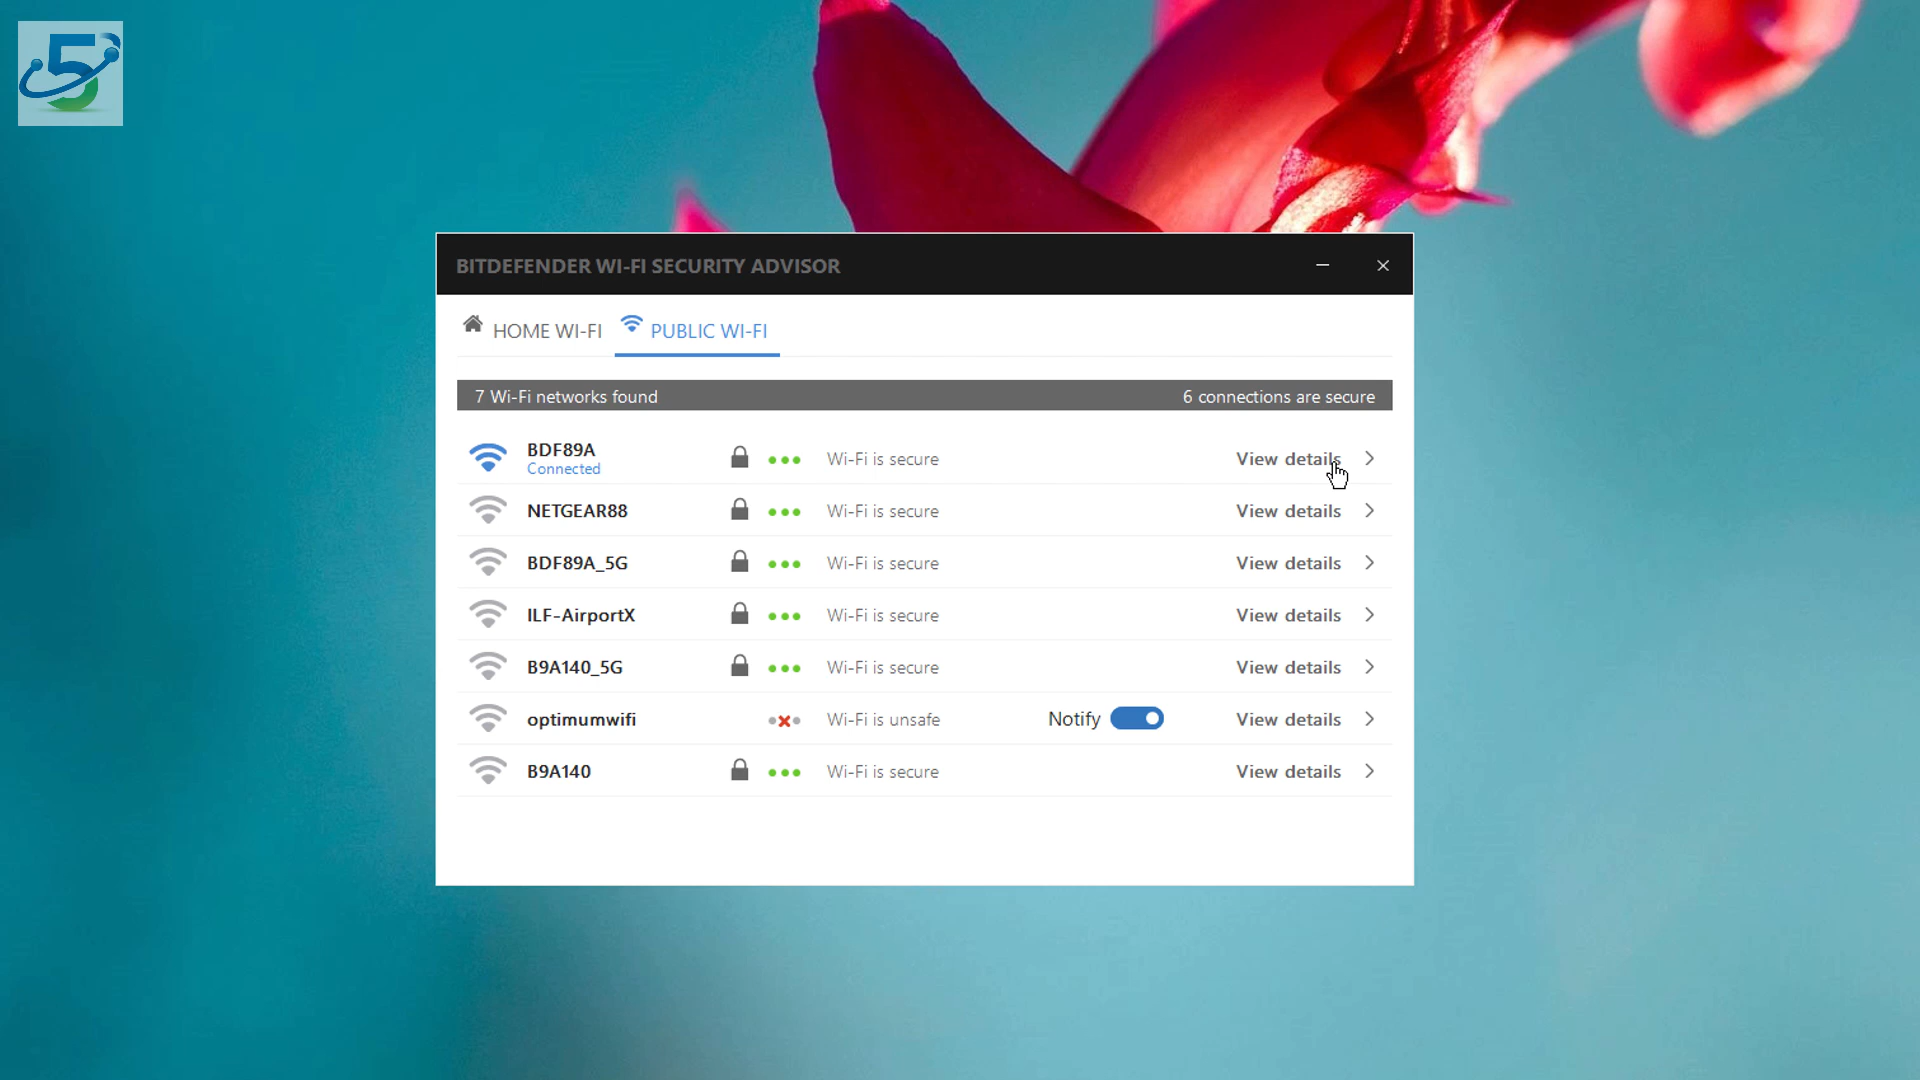 5
BITDEFENDER WI-FI SECURITY ADVISOR
HOME WI-FI PUBLIC WI-FI
7 Wi-Fi networks found 6 connections are secure
BDF89A
Connected
Wi-Fi is secure View details
NETGEAR88 Wi-Fi is secure View details
BDF89A_5G Wi-Fi is secure View details
ILF-AirportX Wi-Fi is secure View details
B9A140_5G Wi-Fi is secure View details
optimumwifi Wi-Fi is unsafe Notify View details
B9A140 Wi-Fi is secure View details